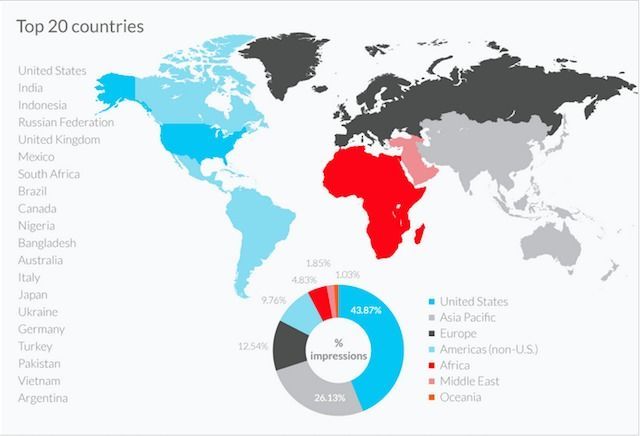 Top 20 countries
United States
India
Indonesia
Russian Federation
United Kingdom
Mexico
South Africa
Brazil
Canada
Nigeria
Bangladesh
Australia
Italy
Japan
Ukraine
Germany
Turkey
Pakistan
Vietnam
Argentina
1.85%
4.83%
1.03%
9.76%
43.87%
12.54%
%
impressions
26.13%
United States
Asia Pacific
Europe
Americas (non-U.S.)
Africa
Middle East
Oceania